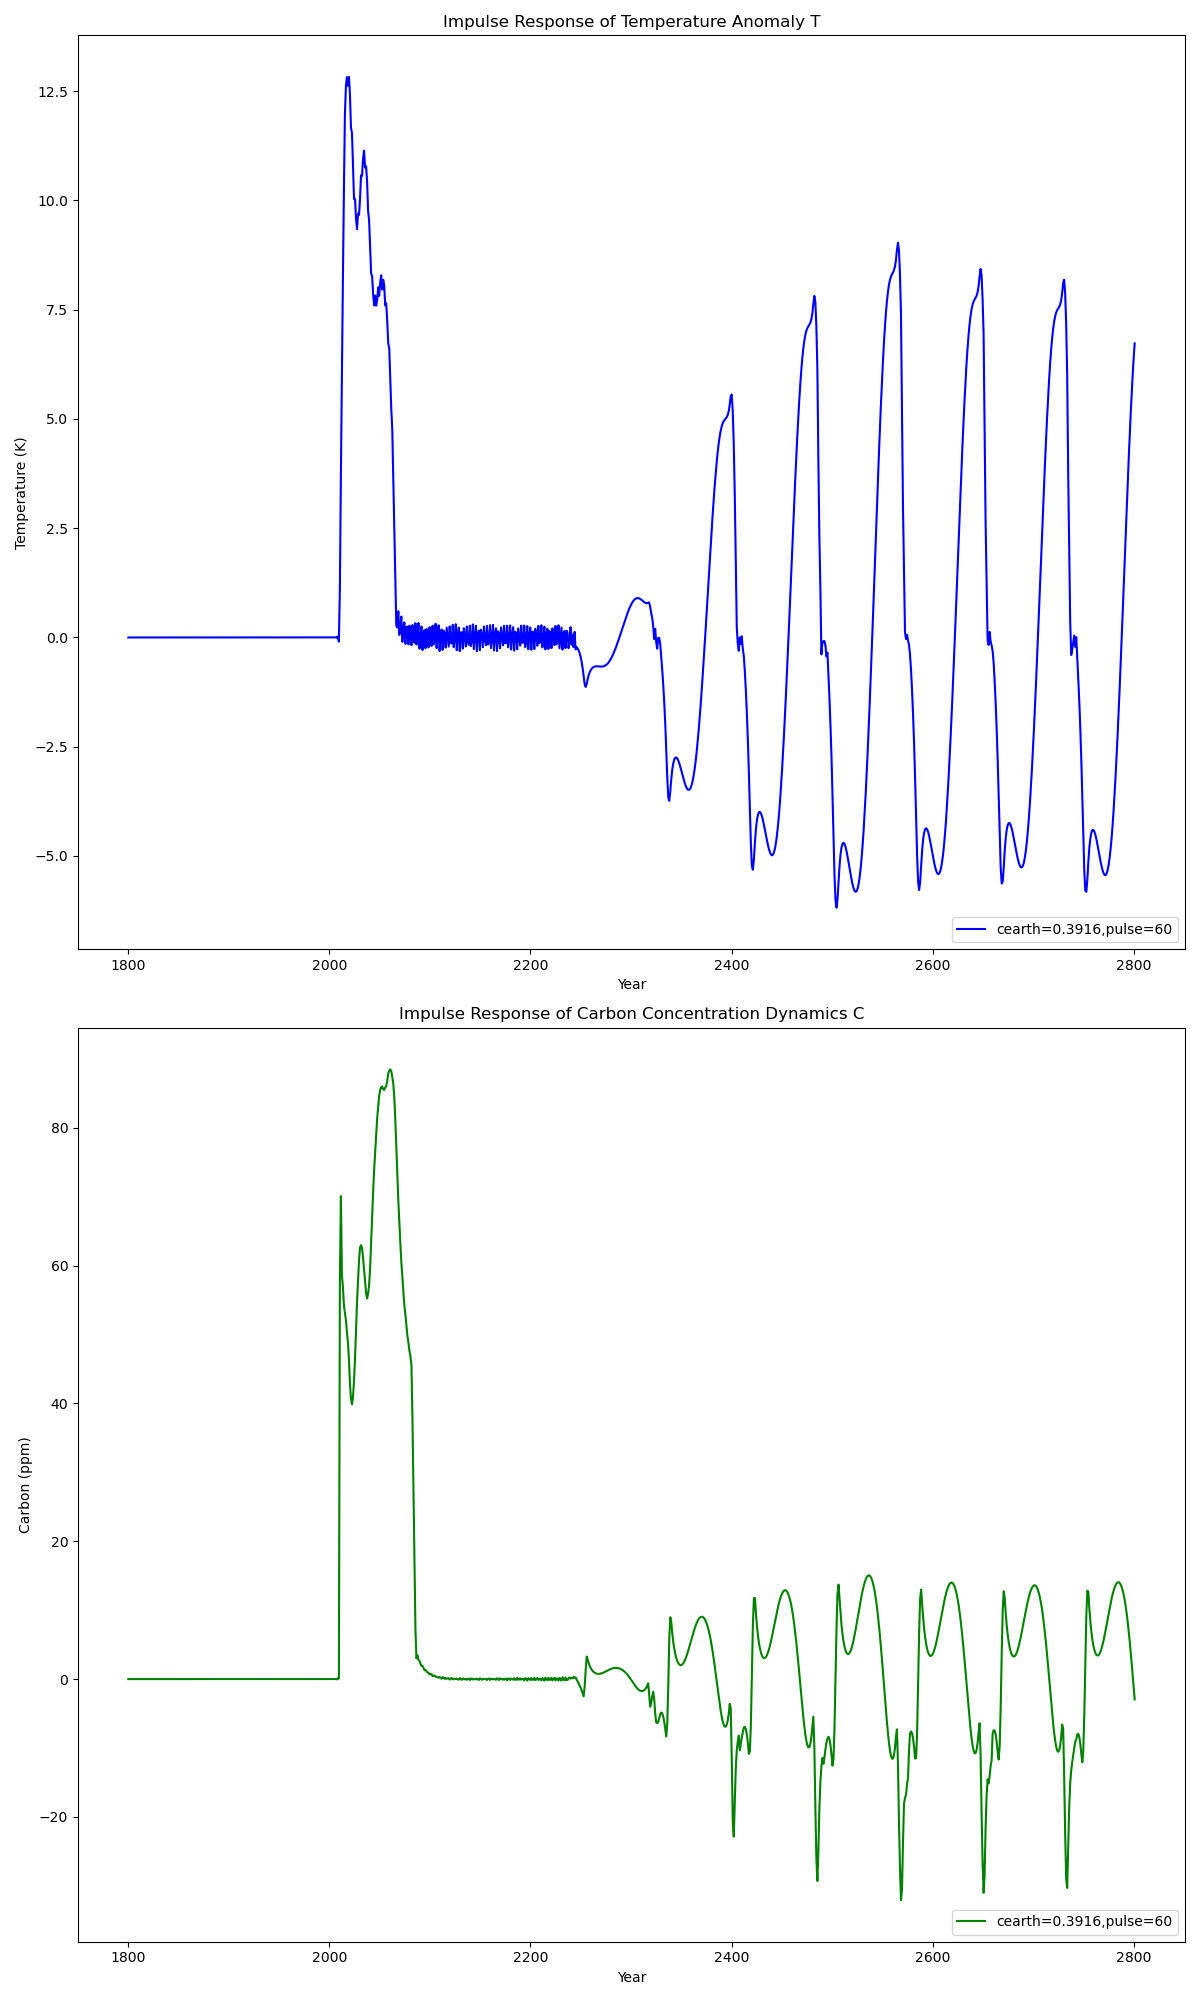 Impulse Response of Temperature Anomaly T
12.5
10.0
7.5
5.0
2.5
0.0
−2.5
−5.0
Temperature (K)
cearth=0.3916,pulse=60
1800 2000 2200 2400 2600 2800
Year
Impulse Response of Carbon Concentration Dynamics C
80
60
40
20
0
−20
Carbon (ppm)
cearth=0.3916,pulse=60
1800 2000 2200 2400 2600 2800
Year